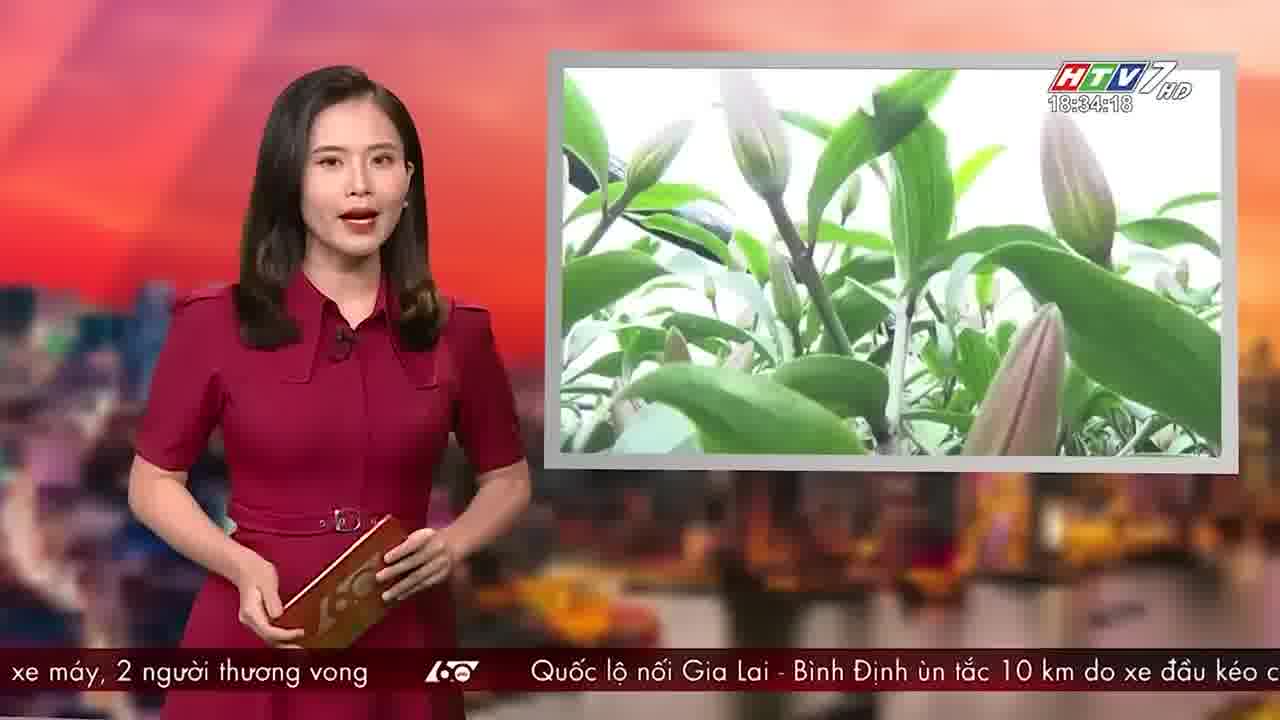 HTV7 HD
18:34:18
xe máy, 2 người thương vong
60
Quốc lộ nối Gia Lai - Bình Định ùn tắc 10 km do xe đầu kéo c